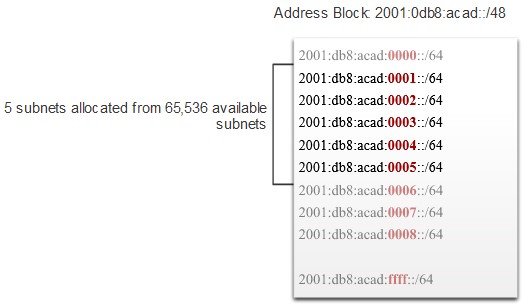 Address Block: 2001:0db8:acad::/48
2001:db8:acad:0000::/64
2001:db8:acad:0001::/64
5 subnets allocated from 65,536 available
subnets
2001:db8:acad:0002::/64
2001:db8:acad:0003::/64
2001:db8:acad:0004::/64
2001:db8:acad:0005::/64
2001:db8:acad:0006::/64
2001:db8:acad:0007::/64
2001:db8:acad:0008::/64
2001:db8:acad:ffff::/64